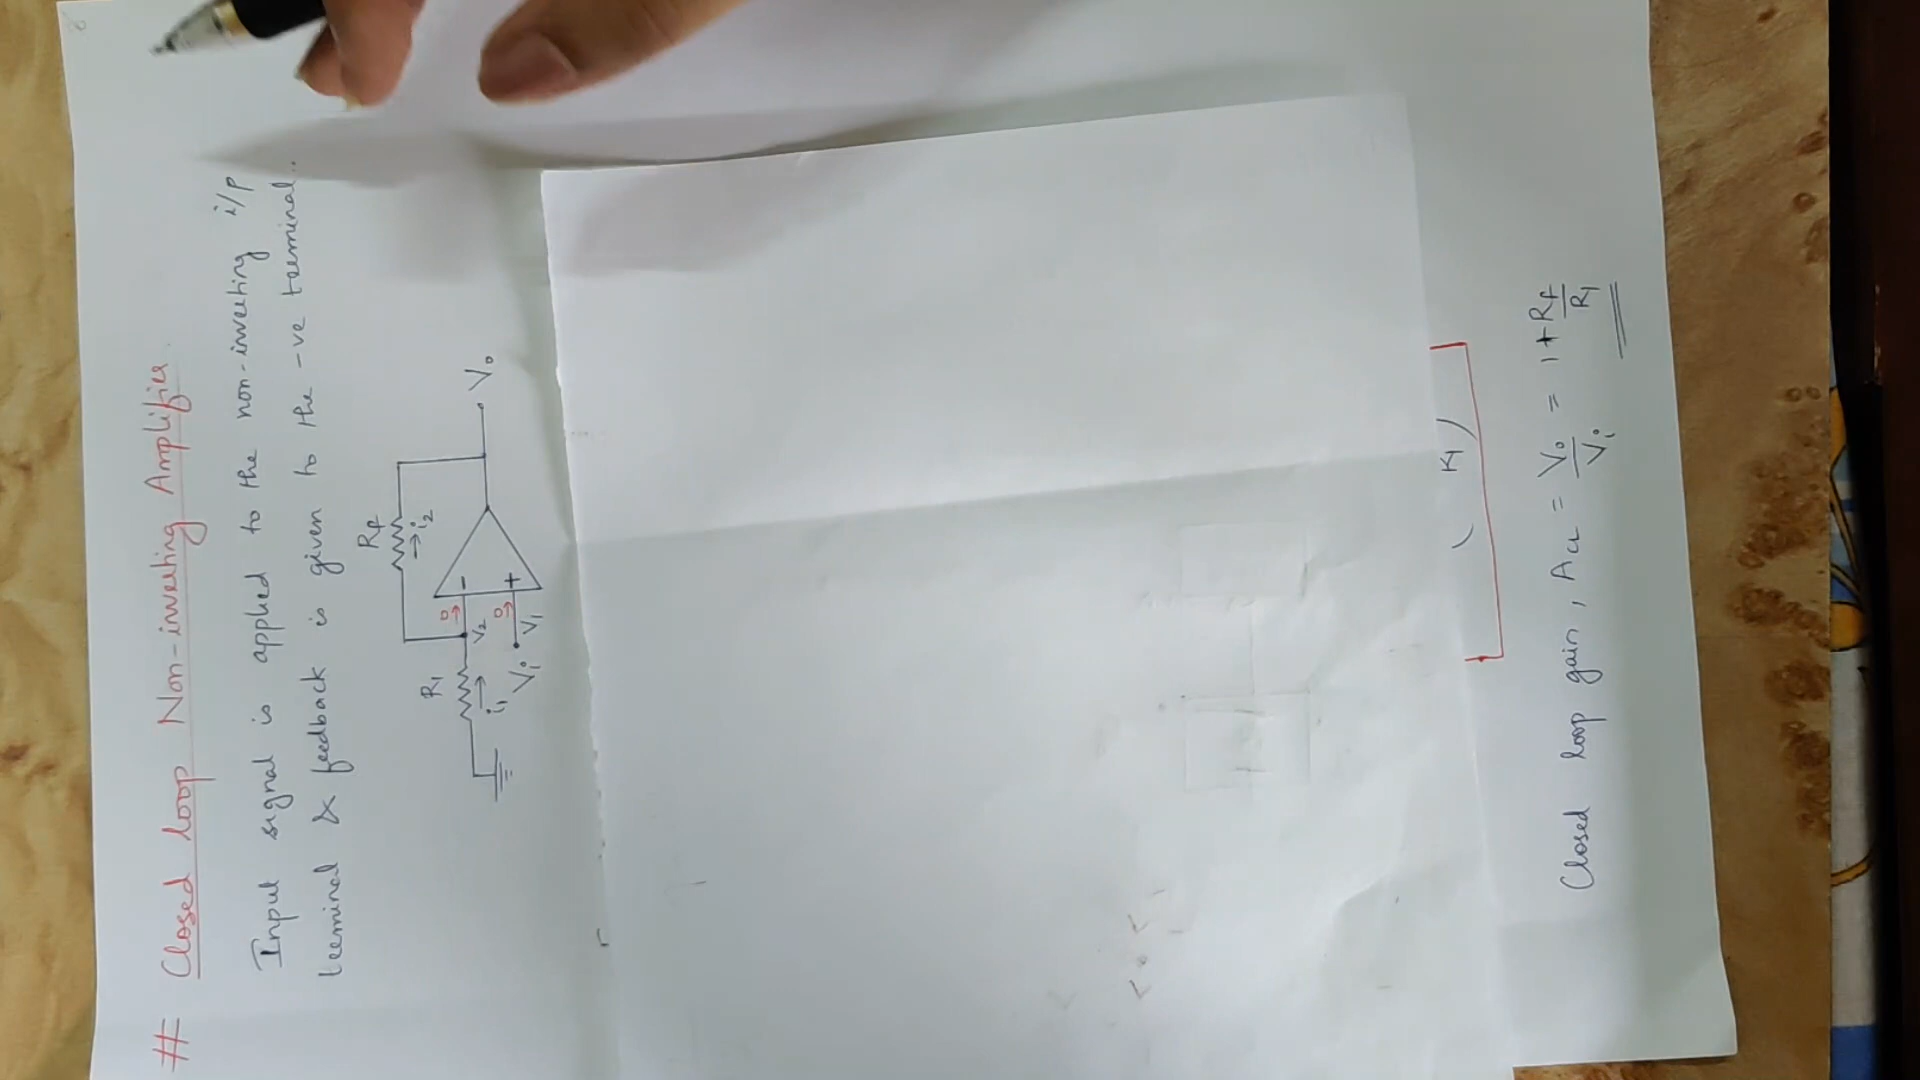 # Closed loop Non-inverting Amplifier
Input signal is applied to the non-inverting i/p
terminal & feedback is given to the -ve terminal.
Rf
→ i2
R1
→ i1
V2
0
-
0
+
V1
Vi
Vo
R1
Closed loop gain, ACL = Vo/Vi = 1 + Rf/R1